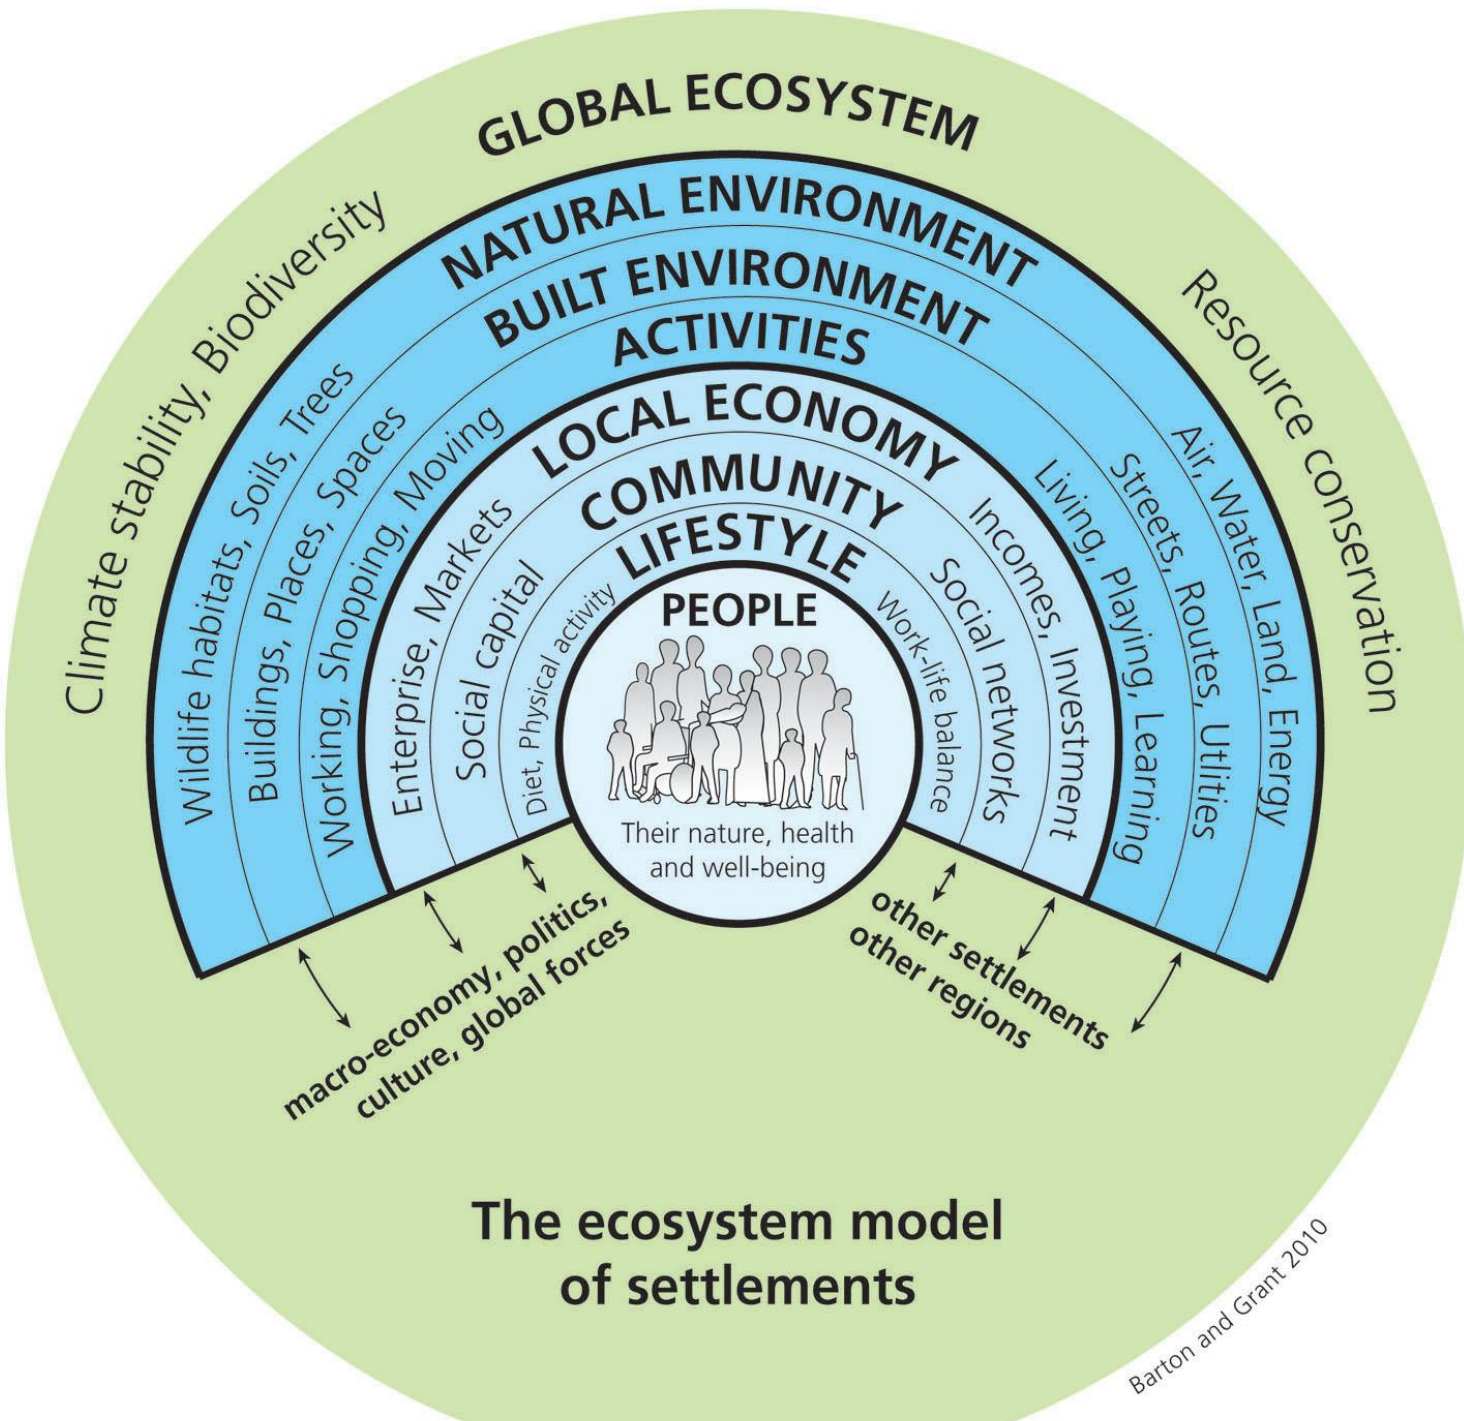 GLOBAL ECOSYSTEM
Climate stability, Biodiversity
Resource conservation
NATURAL ENVIRONMENT
Wildlife habitats, Soils, Trees
Air, Water, Land, Energy
BUILT ENVIRONMENT
Buildings, Places, Spaces
Streets, Routes, Utilities
ACTIVITIES
Working, Shopping, Moving
Living, Playing, Learning
LOCAL ECONOMY
Enterprise, Markets
Incomes, Investment
COMMUNITY
Social capital
Social networks
LIFESTYLE
Diet, Physical activity
Work-life balance
PEOPLE
Their nature, health
and well-being
macro-economy, politics,
culture, global forces
other settlements
other regions
The ecosystem model
of settlements
Barton and Grant 2010